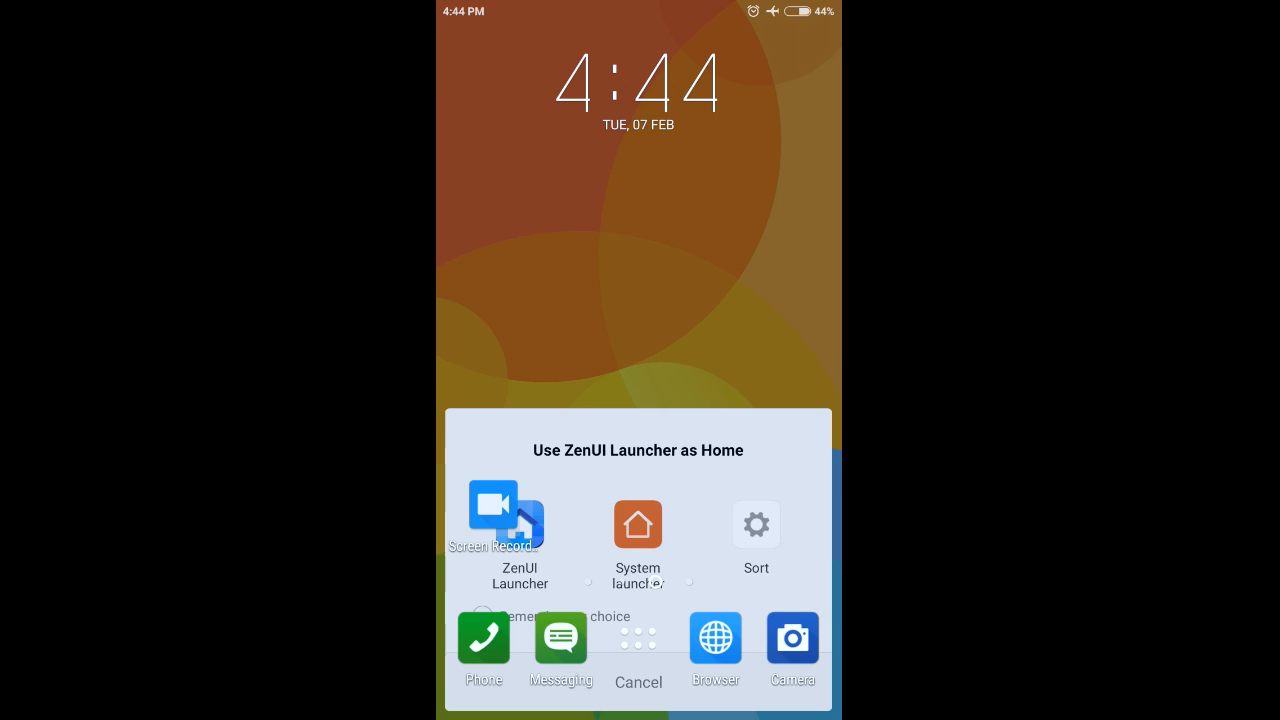 4:44 PM
44%
4:44
TUE, 07 FEB
Use ZenUI Launcher as Home
Screen Record..
ZenUI
Launcher
System
launcher
Sort
choice
Phone
Messaging
Cancel
Browser
Camera